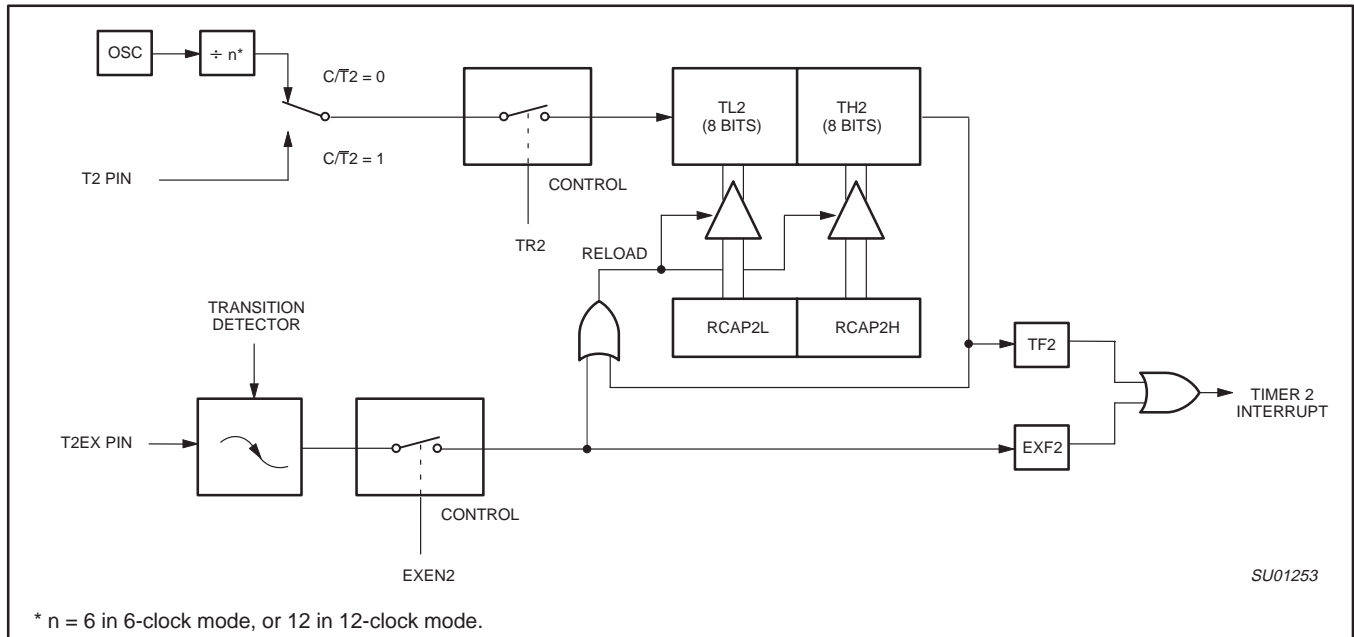 OSC
÷ n*
C/T̅2 = 0
C/T̅2 = 1
T2 PIN
CONTROL
TR2
TL2
(8 BITS)
TH2
(8 BITS)
RELOAD
RCAP2L
RCAP2H
TRANSITION
DETECTOR
T2EX PIN
CONTROL
EXEN2
TF2
EXF2
TIMER 2
INTERRUPT
SU01253
* n = 6 in 6-clock mode, or 12 in 12-clock mode.